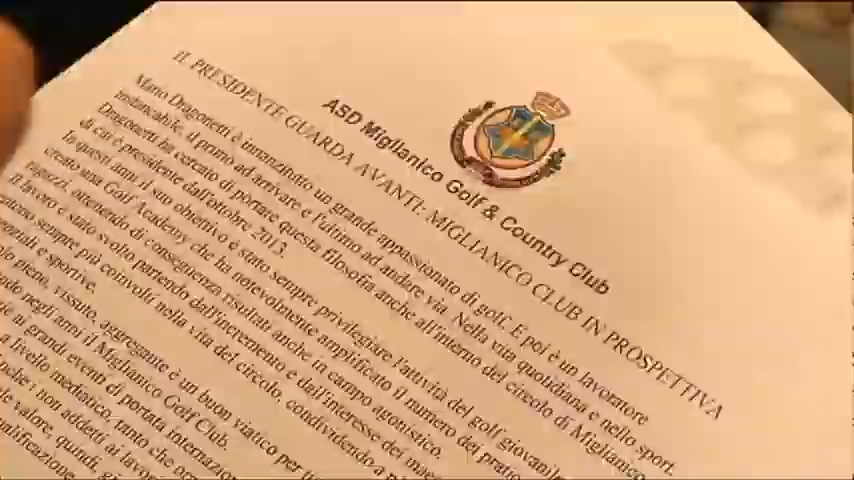 ASD Miglianico Golf & Country Club
IL PRESIDENTE GUARDA AVANTI: MIGLIANICO CLUB IN PROSPETTIVA
Mario Dragonetti è innanzitutto un grande appassionato di golf. E poi è un lavoratore
instancabile, il primo ad arrivare e l'ultimo ad andare via. Nella vita quotidiana e nello sport,
Dragonetti ha cercato di portare questa filosofia anche all'interno del circolo di Miglianico
di cui è presidente dall'ottobre 2013.
In questi anni il suo obiettivo è stato sempre privilegiare l'attività del golf giovanile
creato una Golf Academy che ha notevolmente amplificato il numero dei
ragazzi, ottenendo di conseguenza risultati anche in campo agonistico.
Il lavoro è stato svolto partendo dall'incremento e dall'interesse dei
sempre più coinvolti nella vita del circolo, condividendo a
e sportive.
pieno, vissuto, aggregante è un buon viatico per
negli anni il Miglianico Golf Club.
ai grandi eventi di portata
a livello mediatico, tanto che
i non addetti ai
valore, quindi,